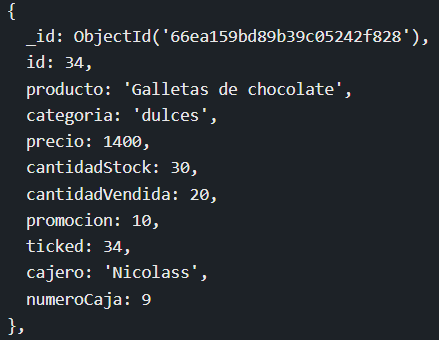 {
  _id: ObjectId('66ea159bd89b39c05242f828'),
  id: 34,
  producto: 'Galletas de chocolate',
  categoria: 'dulces',
  precio: 1400,
  cantidadStock: 30,
  cantidadVendida: 20,
  promocion: 10,
  ticked: 34,
  cajero: 'Nicolass',
  numeroCaja: 9
},